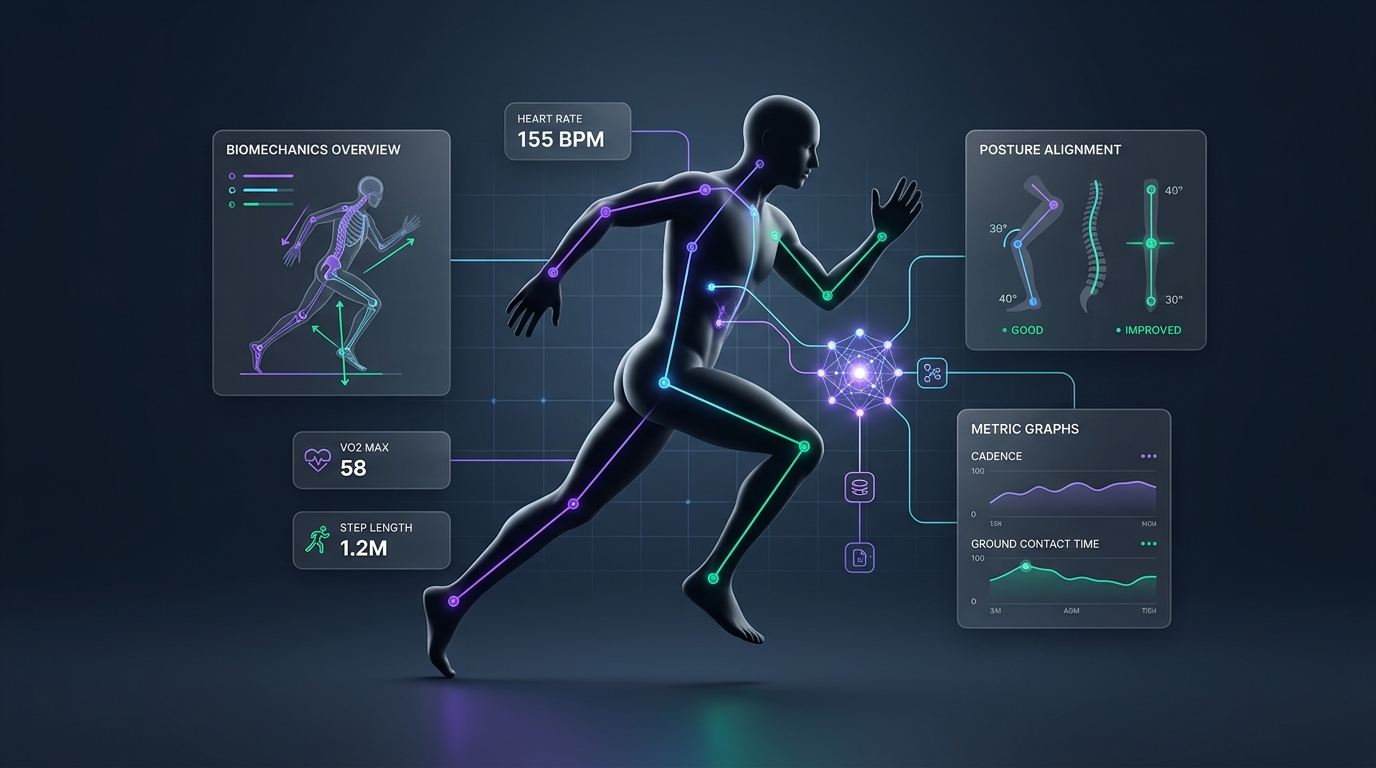 BIOMECHANICS OVERVIEW
HEART RATE
155 BPM
VO2 MAX
58
STEP LENGTH
1.2M
POSTURE ALIGNMENT
40°
40°
30°
GOOD
IMPROVED
METRIC GRAPHS
CADENCE
100
0
GROUND CONTACT TIME
100
0